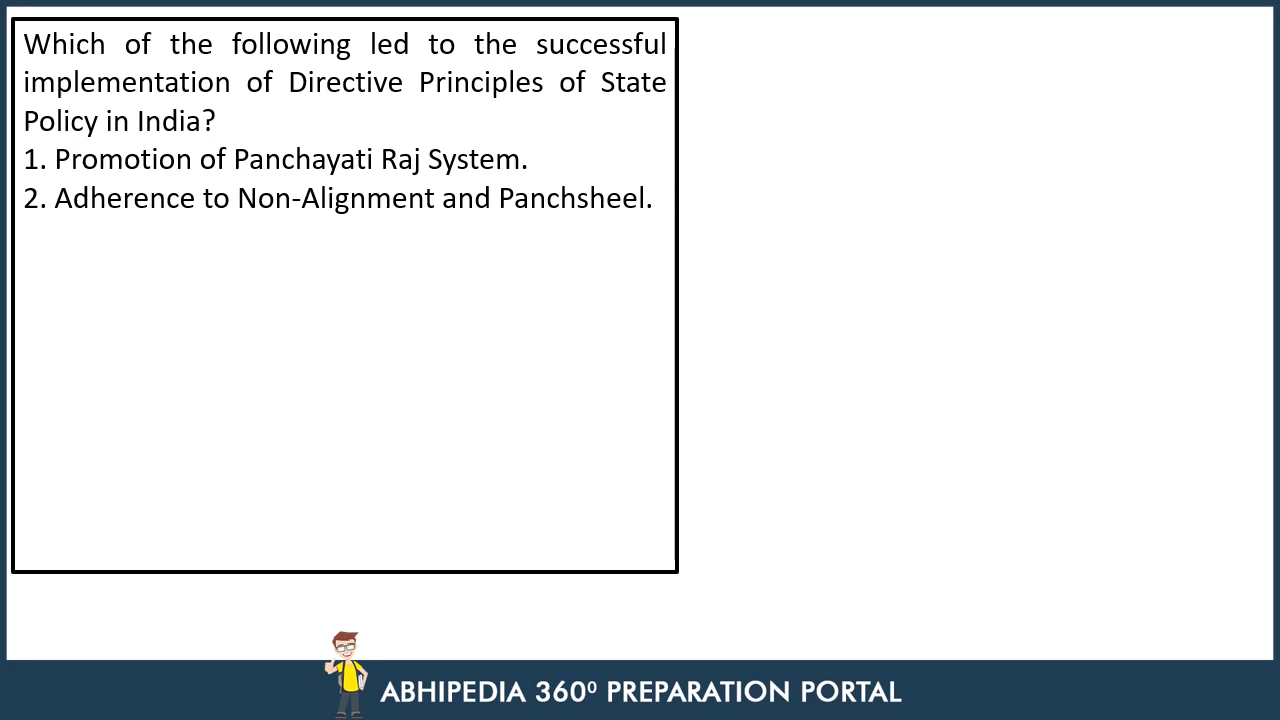 Which of the following led to the successful
implementation of Directive Principles of State
Policy in India?
1. Promotion of Panchayati Raj System.
2. Adherence to Non-Alignment and Panchsheel.
ABHIPEDIA 360⁰ PREPARATION PORTAL